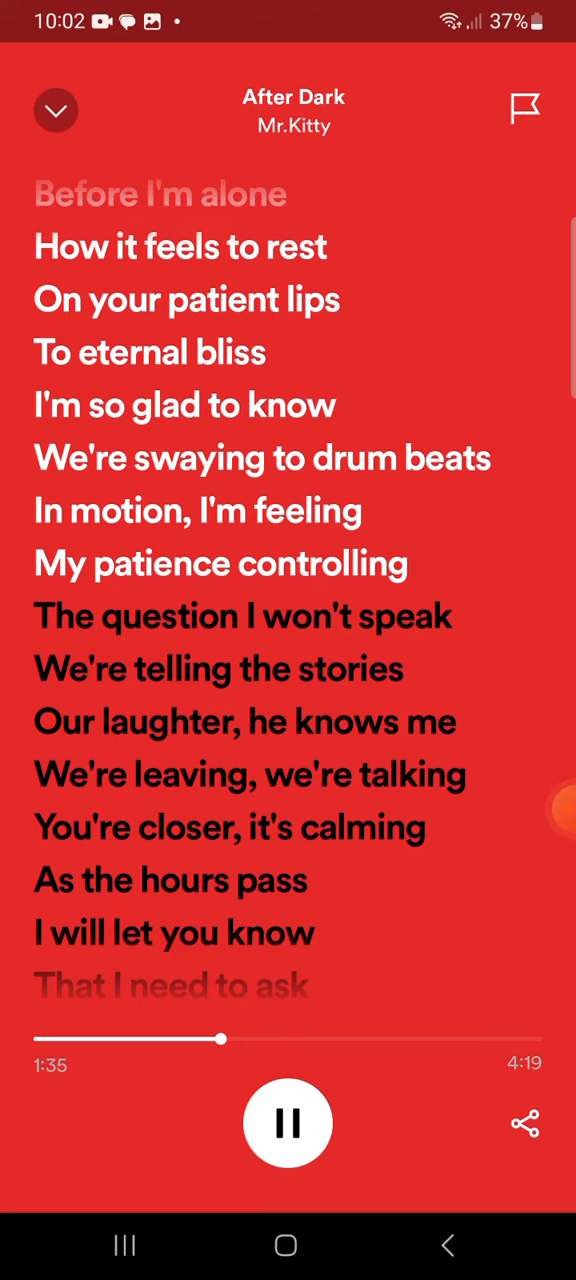 10:02 37%
After Dark
Mr.Kitty
Before I'm alone
How it feels to rest
On your patient lips
To eternal bliss
I'm so glad to know
We're swaying to drum beats
In motion, I'm feeling
My patience controlling
The question I won't speak
We're telling the stories
Our laughter, he knows me
We're leaving, we're talking
You're closer, it's calming
As the hours pass
I will let you know
That I need to ask
1:35 4:19